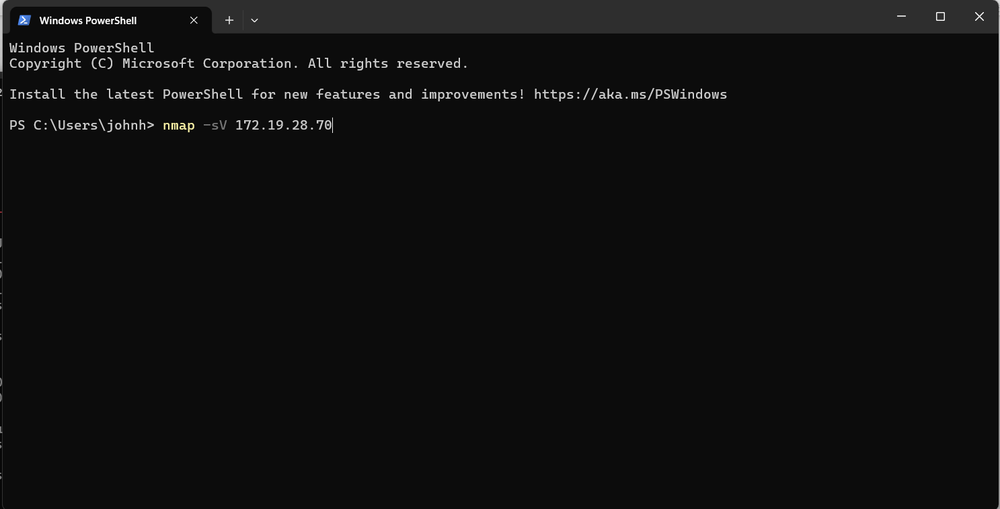 Windows PowerShell
Windows PowerShell
Copyright (C) Microsoft Corporation. All rights reserved.
Install the latest PowerShell for new features and improvements! https://aka.ms/PSWindows
PS C:\Users\johnh> nmap -sV 172.19.28.70